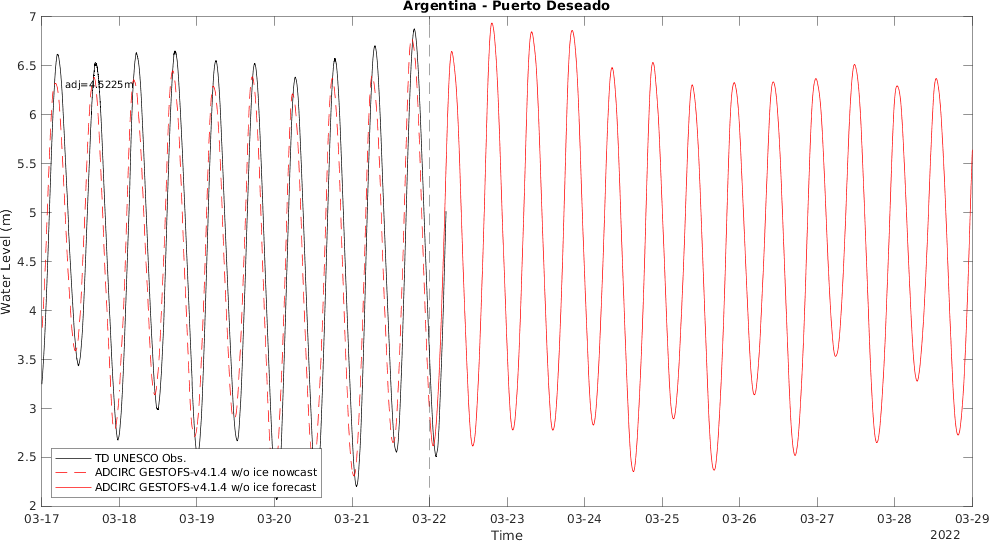 Argentina - Puerto Deseado
Water Level (m)
7
6.5
6
5.5
5
4.5
4
3.5
3
2.5
2
adj=4.5225m
TD UNESCO Obs.
ADCIRC GESTOFS-v4.1.4 w/o ice nowcast
ADCIRC GESTOFS-v4.1.4 w/o ice forecast
03-17 03-18 03-19 03-20 03-21 03-22 03-23 03-24 03-25 03-26 03-27 03-28 03-29
Time
2022